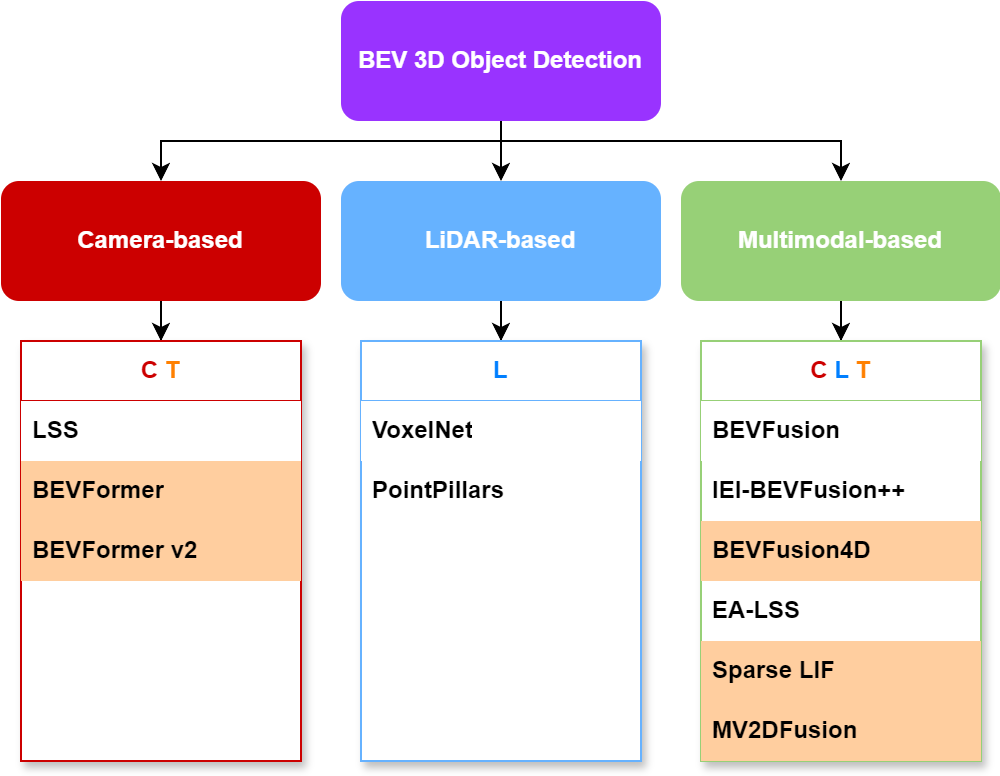 BEV 3D Object Detection
Camera-based
LiDAR-based
Multimodal-based
C T
LSS
BEVFormer
BEVFormer v2
L
VoxelNet
PointPillars
C L T
BEVFusion
IEI-BEVFusion++
BEVFusion4D
EA-LSS
Sparse LIF
MV2DFusion